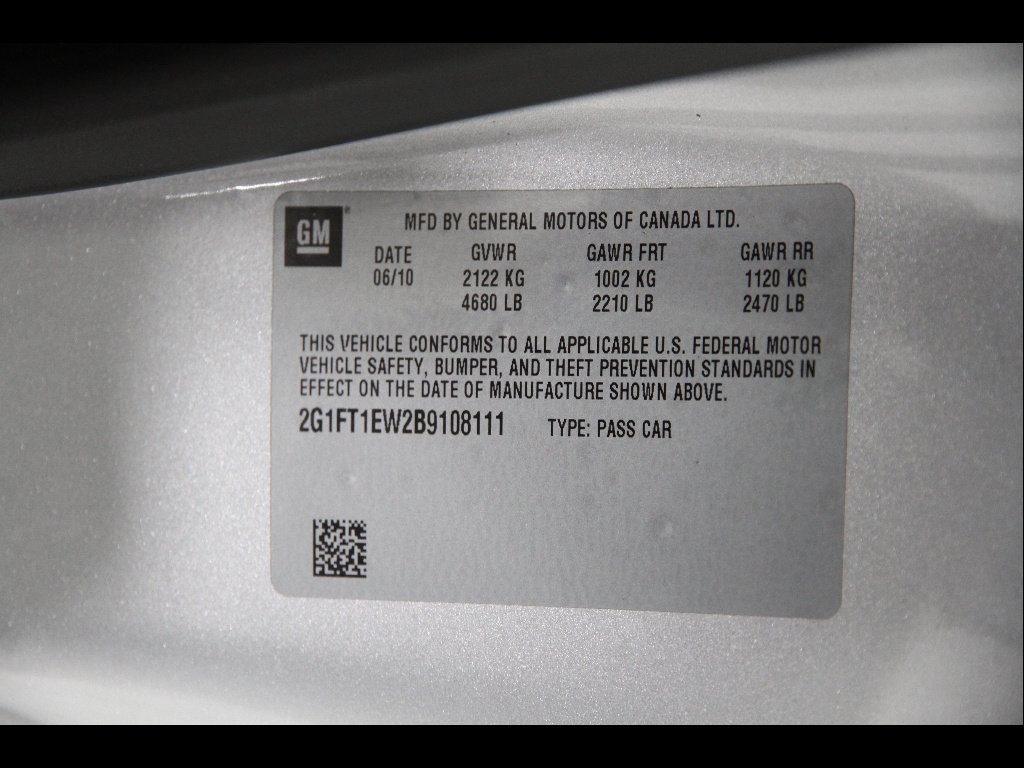 GM
MFD BY GENERAL MOTORS OF CANADA LTD.
DATE GVWR GAWR FRT GAWR RR
06/10 2122 KG 1002 KG 1120 KG
4680 LB 2210 LB 2470 LB
THIS VEHICLE CONFORMS TO ALL APPLICABLE U.S. FEDERAL MOTOR
VEHICLE SAFETY, BUMPER, AND THEFT PREVENTION STANDARDS IN
EFFECT ON THE DATE OF MANUFACTURE SHOWN ABOVE.
2G1FT1EW2B9108111 TYPE: PASS CAR